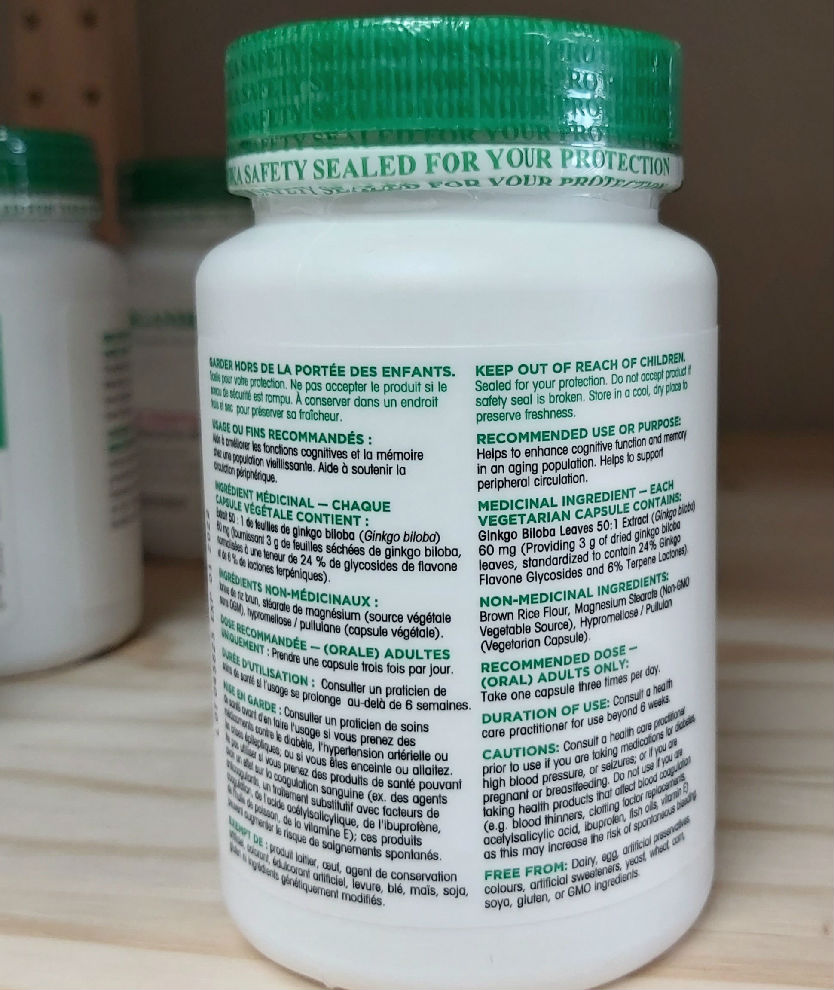 KA SAFETY SEALED FOR YOUR PROTECTION
GARDER HORS DE LA PORTÉE DES ENFANTS.
pour votre protection. Ne pas accepter le produit si le
de sécurité est rompu. À conserver dans un endroit
frais et sec pour préserver sa fraîcheur.
USAGE OU FINS RECOMMANDÉS :
Aide à améliorer les fonctions cognitives et la mémoire
une population vieillissante. Aide à soutenir la
circulation périphérique.
INGRÉDIENT MÉDICINAL – CHAQUE
CAPSULE VÉGÉTALE CONTIENT :
Extrait 50 : 1 de feuilles de ginkgo biloba (Ginkgo biloba)
60 mg (fournissant 3 g de feuilles séchées de ginkgo biloba,
normalisées à une teneur de 24 % de glycosides de flavone
et de 6 % de lactones terpéniques).
INGRÉDIENTS NON-MÉDICINAUX :
de riz brun, stéarate de magnésium (source végétale
sans OGM), hypromellose / pullulane (capsule végétale).
DOSE RECOMMANDÉE – (ORALE) ADULTES
UNIQUEMENT : Prendre une capsule trois fois par jour.
DURÉE D'UTILISATION : Consulter un praticien de
soins de santé si l'usage se prolonge au-delà de 6 semaines.
MISE EN GARDE : Consulter un praticien de soins
de santé avant d'en faire l'usage si vous prenez des
médicaments contre le diabète, l'hypertension artérielle ou
crises épileptiques, ou si vous êtes enceinte ou allaitez.
Ne pas utiliser si vous prenez des produits de santé pouvant
un effet sur la coagulation sanguine (ex. des agents
un traitement substitutif avec facteurs de
coagulation, de l'acide acétylsalicylique, de l'ibuprofène,
de poisson, de la vitamine E); ces produits
augmenter le risque de saignements spontanés.
EXEMPT DE : produit laitier, œuf, agent de conservation
colorant, édulcorant artificiel, levure, blé, maïs, soja,
gluten ni ingrédients génétiquement modifiés.
KEEP OUT OF REACH OF CHILDREN.
Sealed for your protection. Do not accept product if
safety seal is broken. Store in a cool, dry place to
preserve freshness.
RECOMMENDED USE OR PURPOSE:
Helps to enhance cognitive function and memory
in an aging population. Helps to support
peripheral circulation.
MEDICINAL INGREDIENT – EACH
VEGETARIAN CAPSULE CONTAINS:
Ginkgo Biloba Leaves 50:1 Extract (Ginkgo biloba)
60 mg (Providing 3 g of dried ginkgo biloba
leaves, standardized to contain 24% Ginkgo
Flavone Glycosides and 6% Terpene Lactones).
NON-MEDICINAL INGREDIENTS:
Brown Rice Flour, Magnesium Stearate (Non-GMO
Vegetable Source), Hypromellose / Pullulan
(Vegetarian Capsule).
RECOMMENDED DOSE –
(ORAL) ADULTS ONLY:
Take one capsule three times per day.
DURATION OF USE: Consult a health
care practitioner for use beyond 6 weeks.
CAUTIONS: Consult a health care practitioner
prior to use if you are taking medications for diabetes,
high blood pressure, or seizures; or if you are
pregnant or breastfeeding. Do not use if you are
taking health products that affect blood coagulation
(e.g. blood thinners, clotting factor replacements,
acetylsalicylic acid, ibuprofen, fish oils, vitamin E)
as this may increase the risk of spontaneous bleeding.
FREE FROM: Dairy, egg, artificial preservatives,
colours, artificial sweeteners, yeast, wheat, corn,
soya, gluten, or GMO ingredients.